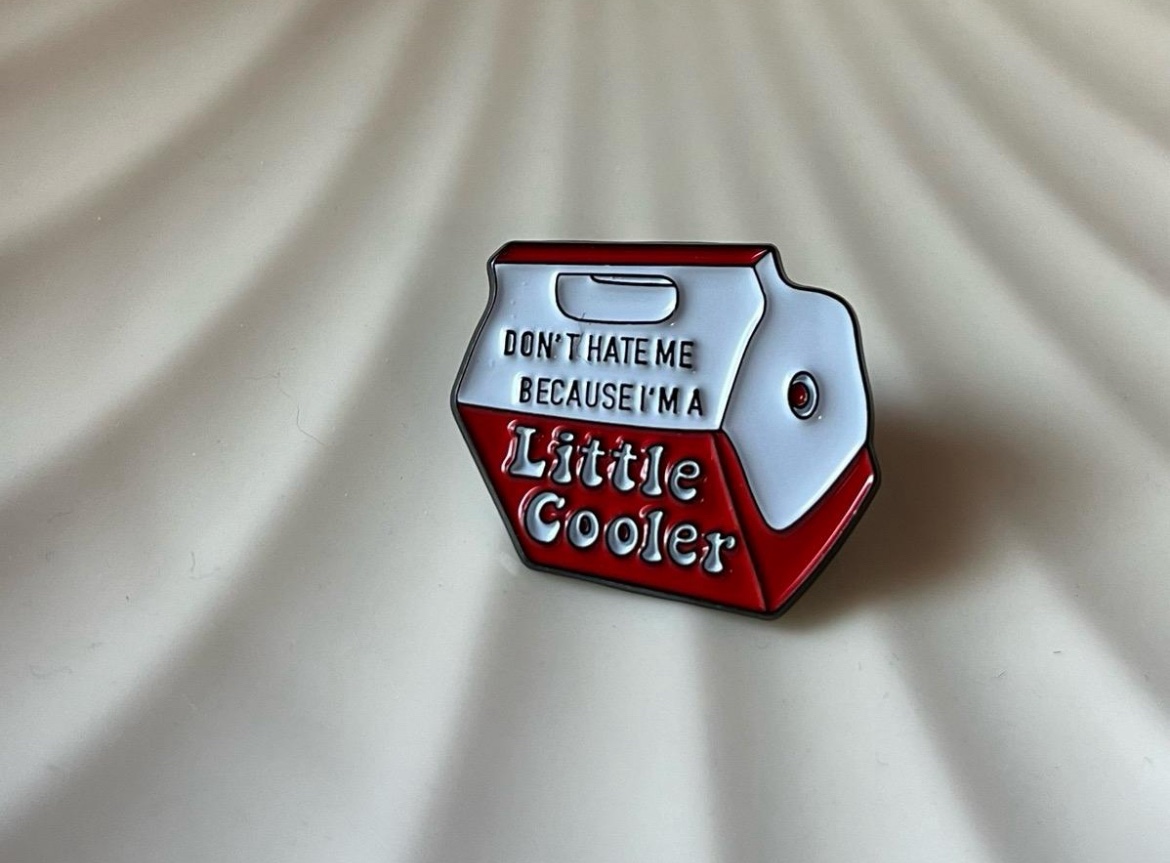 DON'T HATE ME
BECAUSE I'M A
Little
Cooler